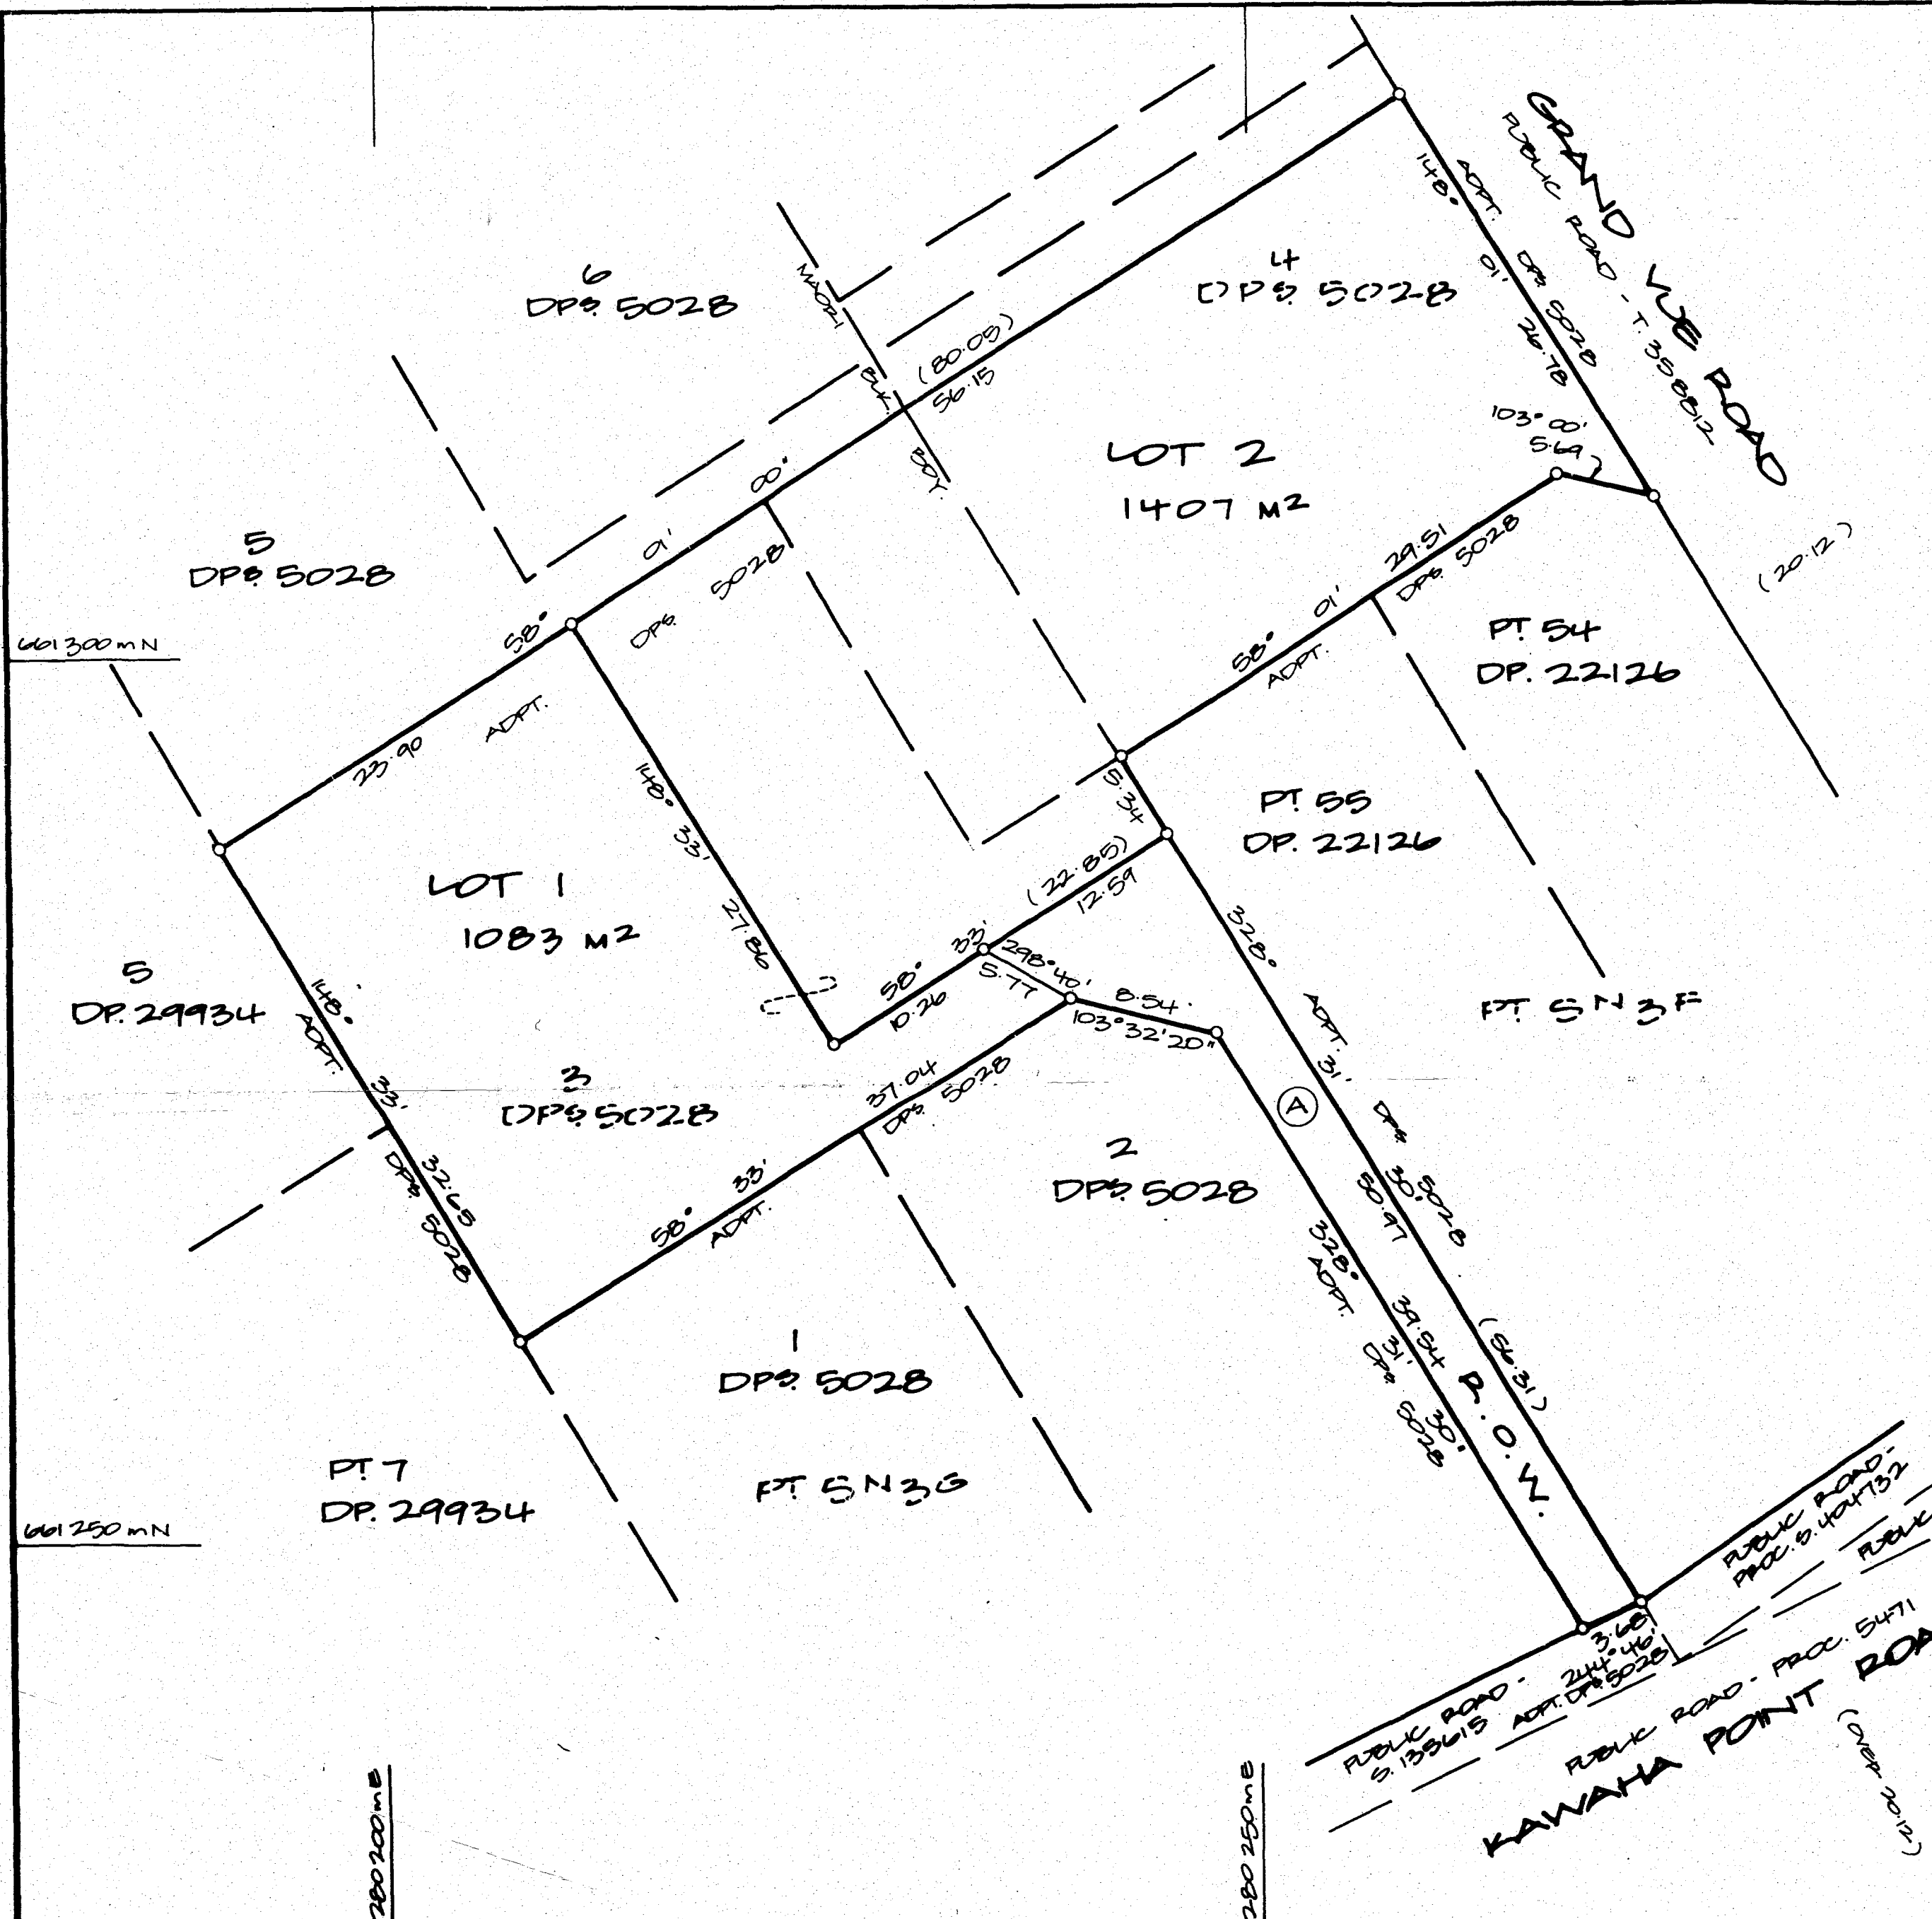 GRAND VUE ROAD
PUBLIC ROAD - T. 358812
148° 01' 26.78
ADPT. DPS 5028
4
DPS. 5028
6
DPS. 5028
MAORI BLK. BDY.
(80.05)
56.15
LOT 2
1407 M2
103° 00'
5.69
(20.12)
58° 01' 00"
5
DPS. 5028
DPS. 5028
29.51
58° 01'
ADPT. DPS. 5028
661300mN
PT. 54
DP. 22126
23.90
ADPT.
148° 33' 27.86
5.34
PT. 55
DP. 22126
LOT 1
1083 M2
(22.85)
12.59
58° 33'
10.26
298° 40'
5.77
8.54
103° 32' 20"
328° 31' 30"
50.97
ADPT. DPS 5028
(56.31)
5
DP. 29934
148° 33' 32.65
ADPT. DPS. 5028
PT 5N3F
3
DPS. 5028
37.04
58° 33'
ADPT. DPS. 5028
A
2
DPS. 5028
328° 39.54
31' 30"
ADPT. DPS 5028
R.O.W.
1
DPS. 5028
PT. 7
DP. 29934
PT 5N3G
661250mN
PUBLIC ROAD -
PROC. S.404732
PUBLIC
3.68
244° 46'
ADPT. DPS 5028
PUBLIC ROAD -
S. 135615
PUBLIC ROAD - PROC. 5471
KAWAHA POINT ROA
(OVER 20.12)
280200mE
280250mE